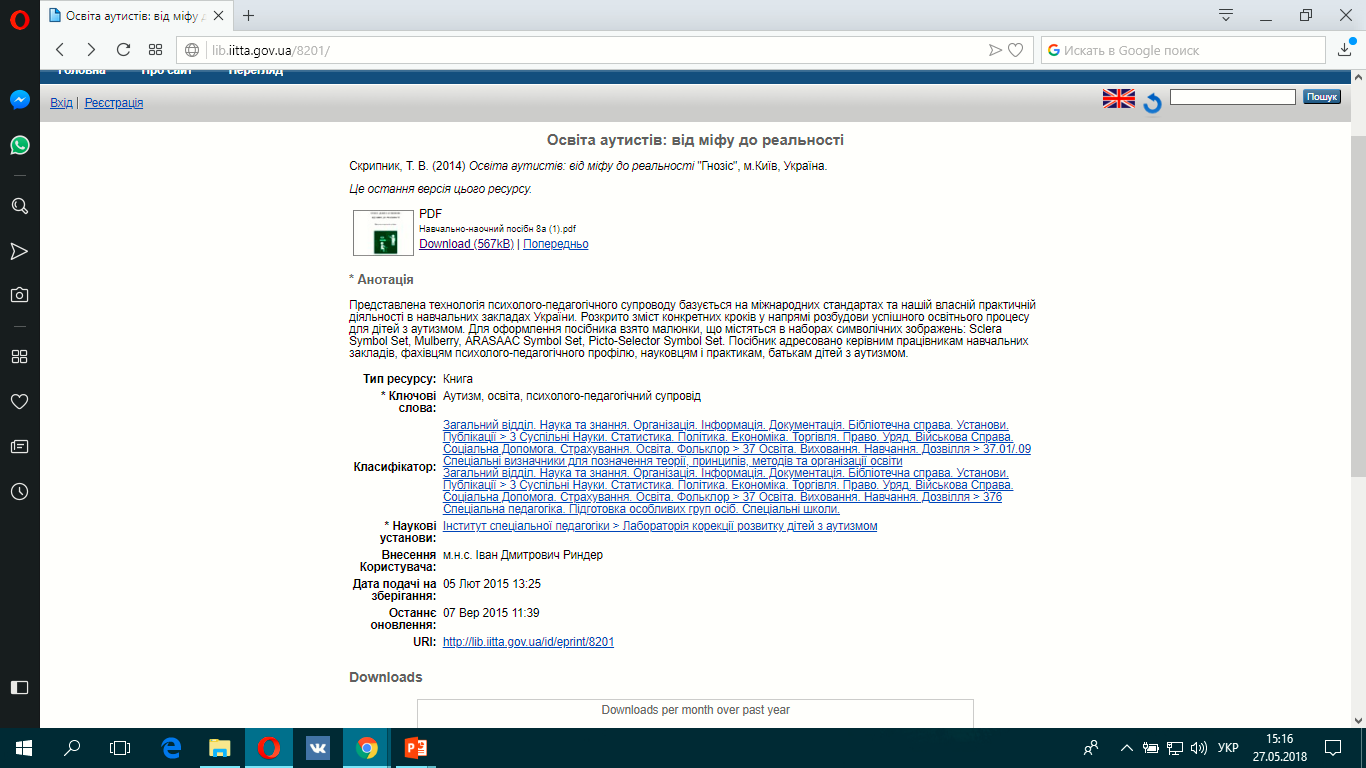 Освіта аутистів: від міфу д
lib.iitta.gov.ua/8201/
Искать в Google поиск
Головна Про сайт Перегляд
Вхід | Реєстрація
Пошук
Освіта аутистів: від міфу до реальності
Скрипник, Т. В. (2014) Освіта аутистів: від міфу до реальності "Гнозіс", м.Київ, Україна.
Це остання версія цього ресурсу.
PDF
Навчально-наочний посібн 8а (1).pdf
Download (567kB) | Попередньо
* Анотація
Представлена технологія психолого-педагогічного супроводу базується на міжнародних стандартах та нашій власній практичній
діяльності в навчальних закладах України. Розкрито зміст конкретних кроків у напрямі розбудови успішного освітнього процесу
для дітей з аутизмом. Для оформлення посібника взято малюнки, що містяться в наборах символічних зображень: Sclera
Symbol Set, Mulberry, ARASAAC Symbol Set, Picto-Selector Symbol Set. Посібник адресовано керівним працівникам навчальних
закладів, фахівцям психолого-педагогічного профілю, науковцям і практикам, батькам дітей з аутизмом.
Тип ресурсу: Книга
* Ключові слова: Аутизм, освіта, психолого-педагогічний супровід
Класифікатор:
Загальний відділ. Наука та знання. Організація. Інформація. Документація. Бібліотечна справа. Установи.
Публікації > 3 Суспільні Науки. Статистика. Політика. Економіка. Торгівля. Право. Уряд. Військова Справа.
Соціальна Допомога. Страхування. Освіта. Фольклор > 37 Освіта. Виховання. Навчання. Дозвілля > 37.01/.09
Спеціальні визначники для позначення теорії, принципів, методів та організації освіти
Загальний відділ. Наука та знання. Організація. Інформація. Документація. Бібліотечна справа. Установи.
Публікації > 3 Суспільні Науки. Статистика. Політика. Економіка. Торгівля. Право. Уряд. Військова Справа.
Соціальна Допомога. Страхування. Освіта. Фольклор > 37 Освіта. Виховання. Навчання. Дозвілля > 376
Спеціальна педагогіка. Підготовка особливих груп осіб. Спеціальні школи.
* Наукові установи: Інститут спеціальної педагогіки > Лабораторія корекції розвитку дітей з аутизмом
Внесення Користувача: м.н.с. Іван Дмитрович Риндер
Дата подачі на зберігання: 05 Лют 2015 13:25
Останнє оновлення: 07 Вер 2015 11:39
URI: http://lib.iitta.gov.ua/id/eprint/8201
Downloads
Downloads per month over past year
УКР
15:16
27.05.2018